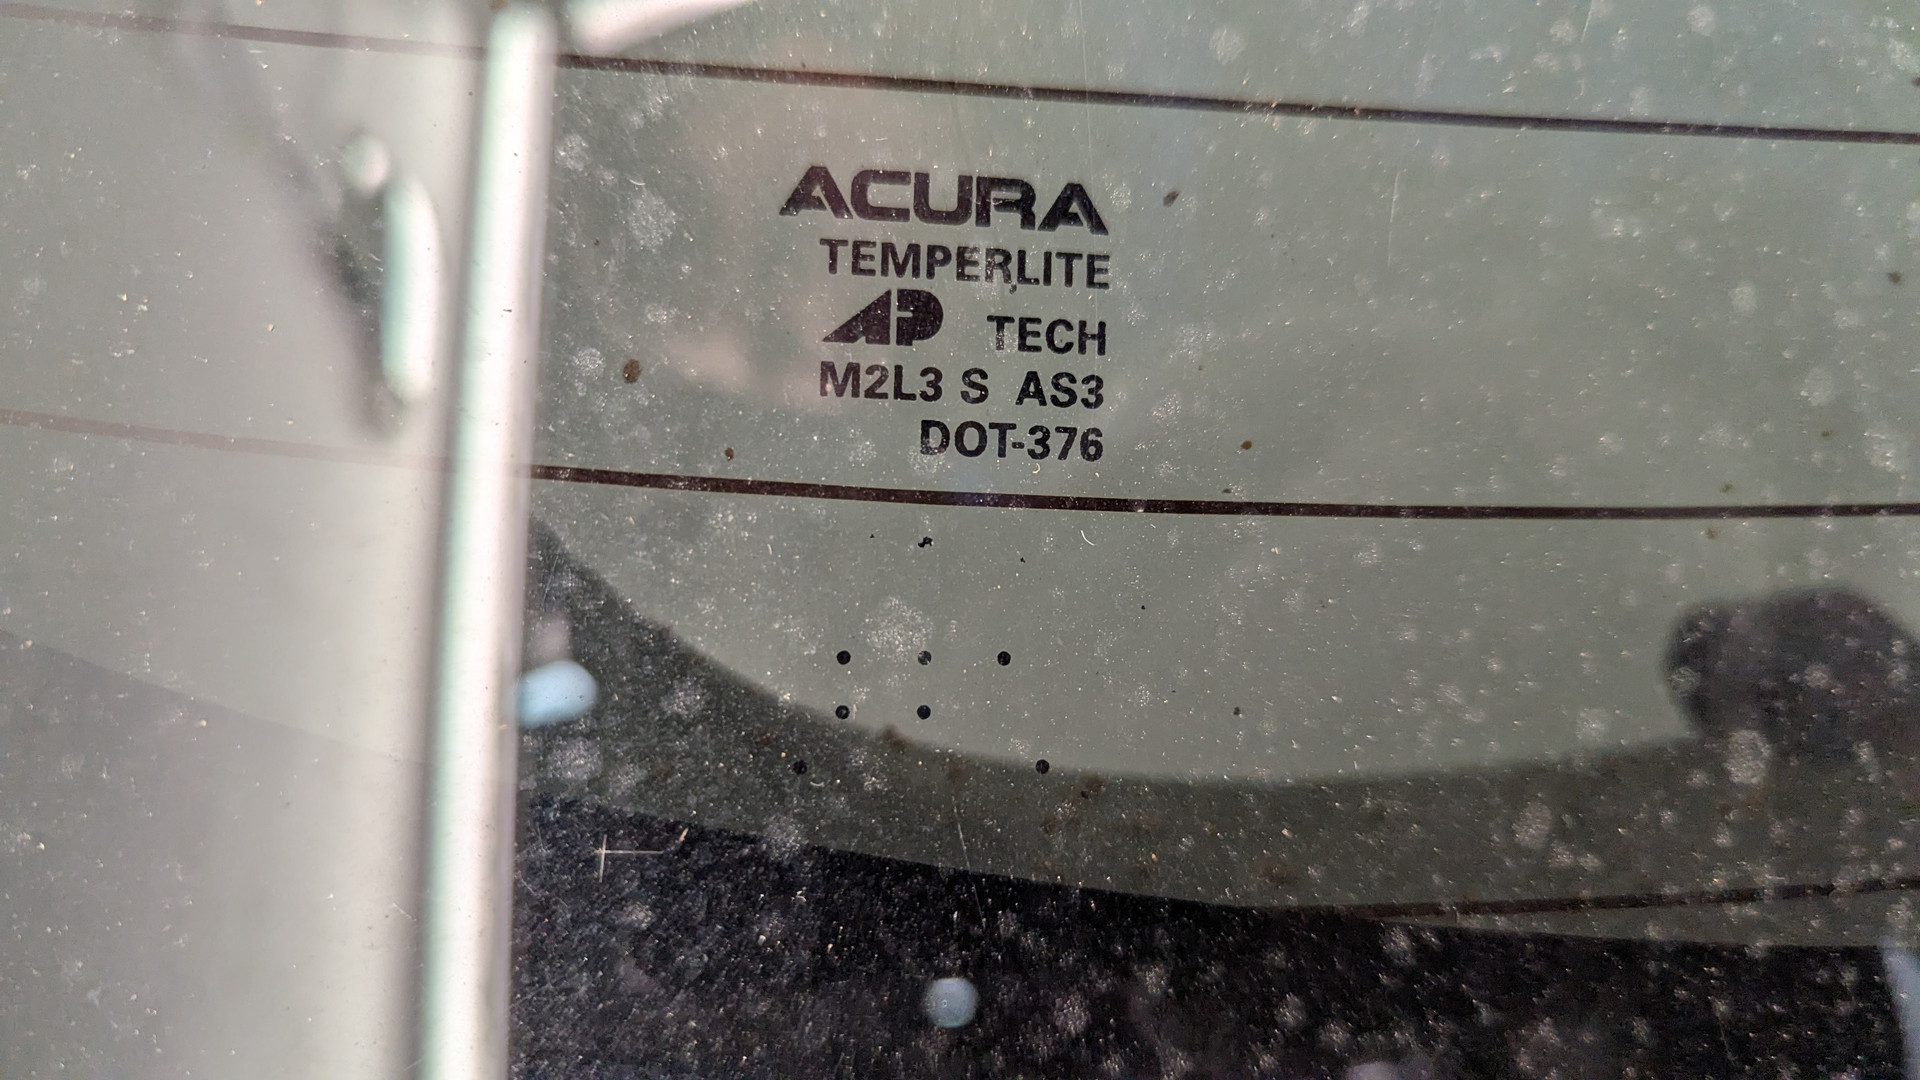 ACURA
TEMPERLITE
AP TECH
M2L3 S AS3
DOT-376